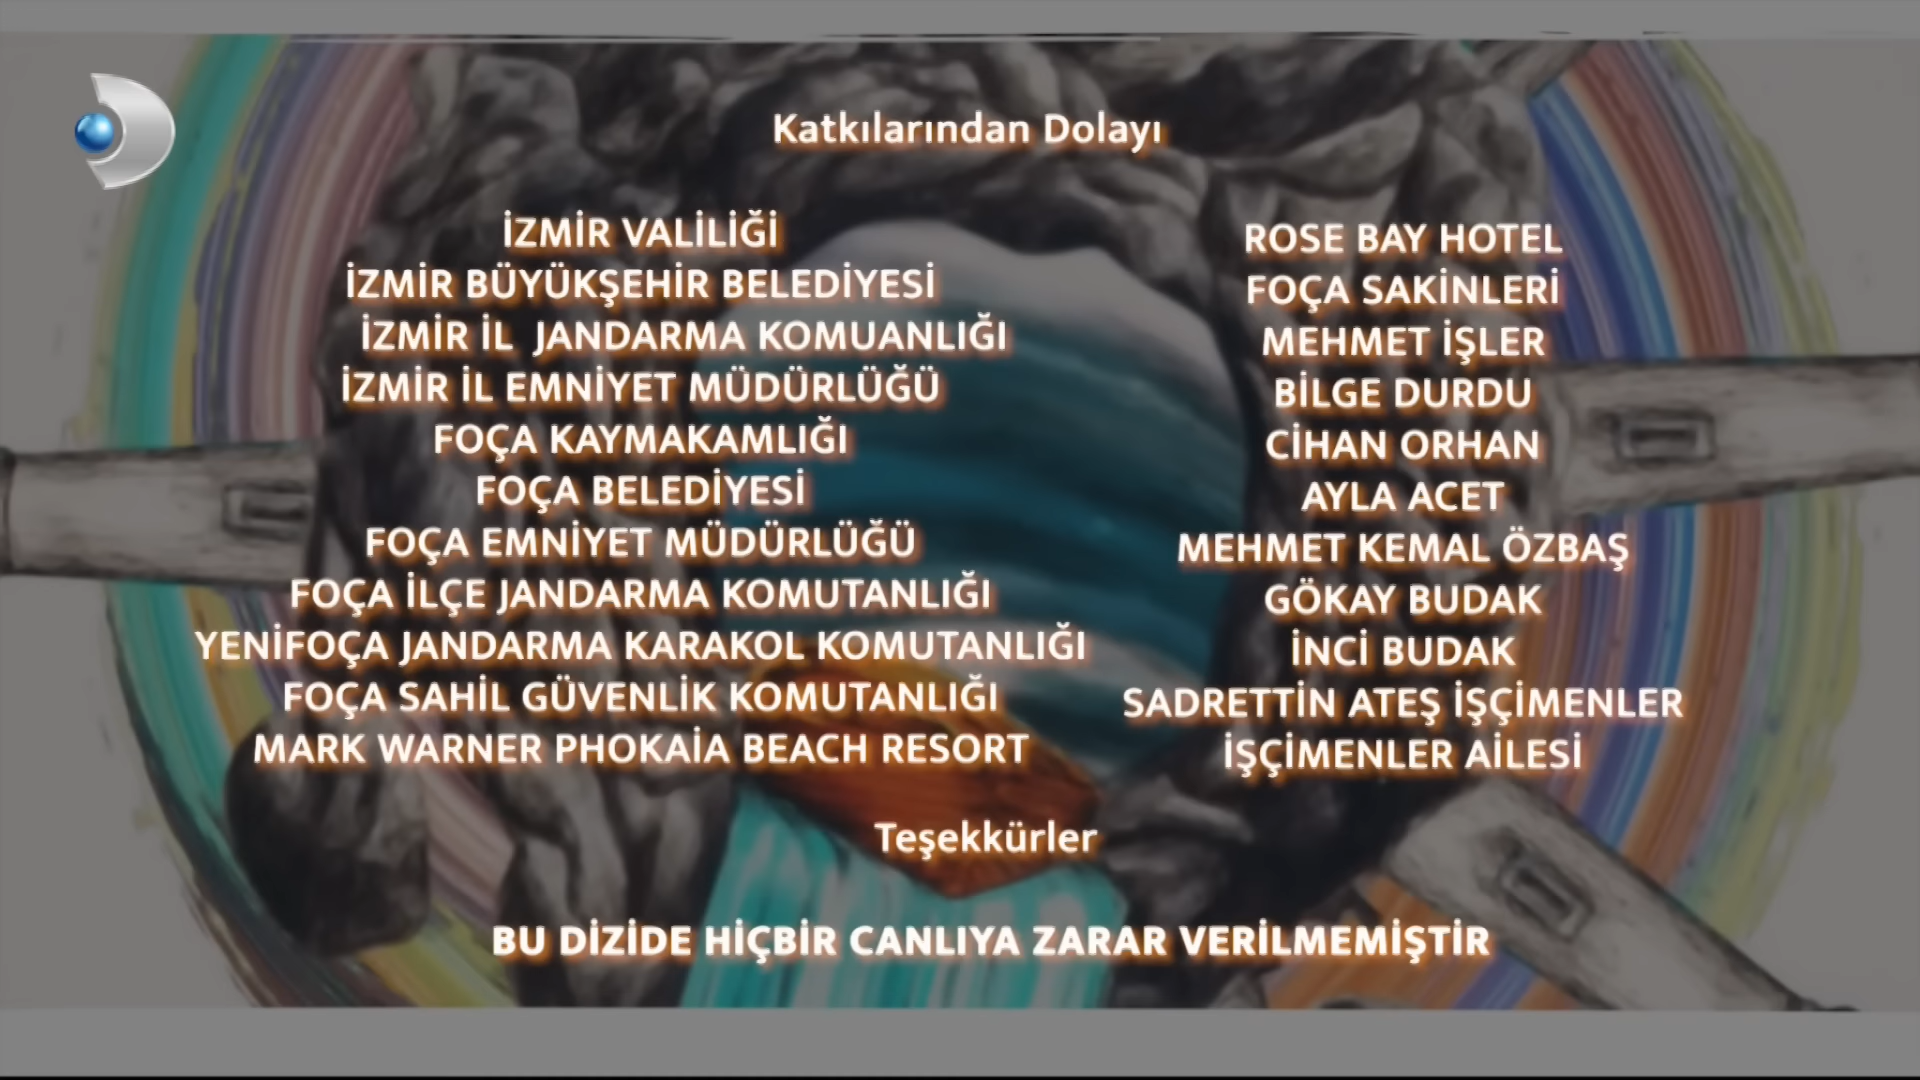 Katkılarından Dolayı
İZMİR VALİLİĞİ
İZMİR BÜYÜKŞEHİR BELEDİYESİ
İZMİR İL  JANDARMA KOMUANLIĞI
İZMİR İL EMNİYET MÜDÜRLÜĞÜ
FOÇA KAYMAKAMLIĞI
FOÇA BELEDİYESİ
FOÇA EMNİYET MÜDÜRLÜĞÜ
FOÇA İLÇE JANDARMA KOMUTANLIĞI
YENİFOÇA JANDARMA KARAKOL KOMUTANLIĞI
FOÇA SAHİL GÜVENLİK KOMUTANLIĞI
MARK WARNER PHOKAİA BEACH RESORT
ROSE BAY HOTEL
FOÇA SAKİNLERİ
MEHMET İŞLER
BİLGE DURDU
CİHAN ORHAN
AYLA ACET
MEHMET KEMAL ÖZBAŞ
GÖKAY BUDAK
İNCİ BUDAK
SADRETTİN ATEŞ İŞÇİMENLER
İŞÇİMENLER AİLESİ
Teşekkürler
BU DİZİDE HİÇBİR CANLIYA ZARAR VERİLMEMİŞTİR